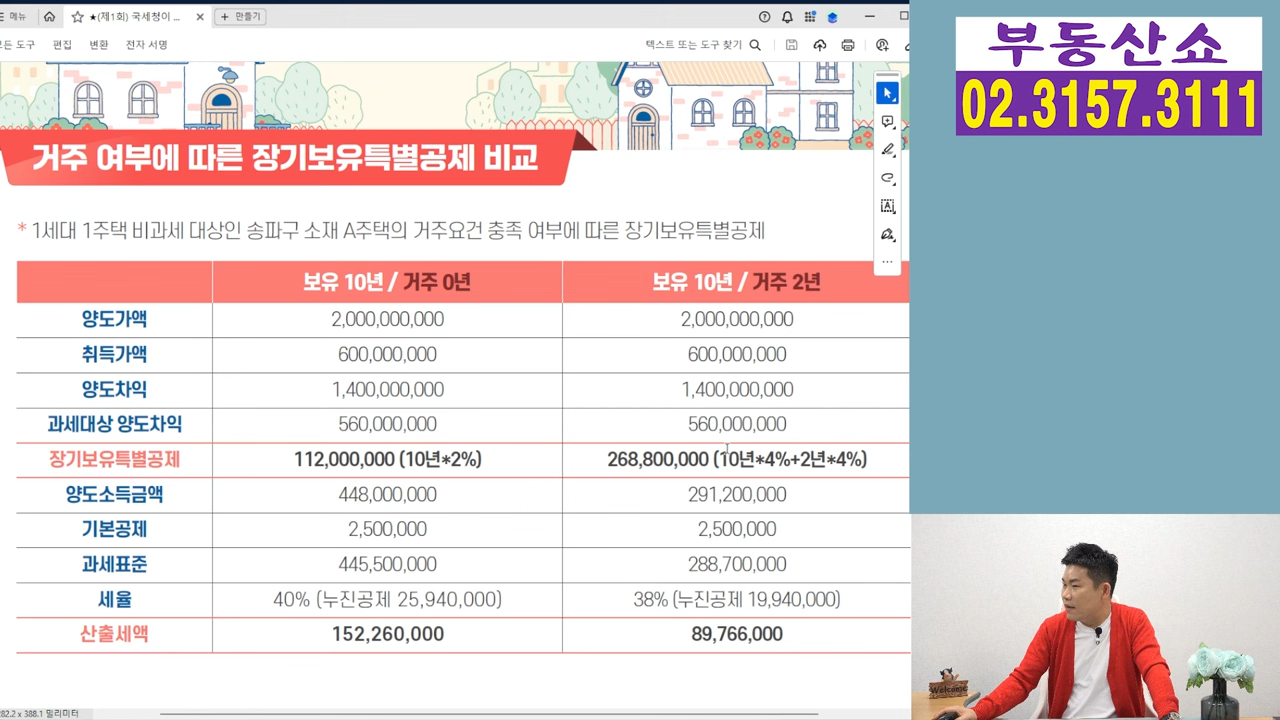 메뉴
★(제1회) 국세청이 ...
만들기
모든 도구
편집
변환
전자 서명
텍스트 또는 도구 찾기
부동산쇼
02.3157.3111
거주 여부에 따른 장기보유특별공제 비교
* 1세대 1주택 비과세 대상인 송파구 소재 A주택의 거주요건 충족 여부에 따른 장기보유특별공제
보유 10년 / 거주 0년 보유 10년 / 거주 2년
양도가액 2,000,000,000 2,000,000,000
취득가액 600,000,000 600,000,000
양도차익 1,400,000,000 1,400,000,000
과세대상 양도차익 560,000,000 560,000,000
장기보유특별공제 112,000,000 (10년*2%) 268,800,000 (10년*4%+2년*4%)
양도소득금액 448,000,000 291,200,000
기본공제 2,500,000 2,500,000
과세표준 445,500,000 288,700,000
세율 40% (누진공제 25,940,000) 38% (누진공제 19,940,000)
산출세액 152,260,000 89,766,000
282.2 x 388.1 밀리미터
Welcome